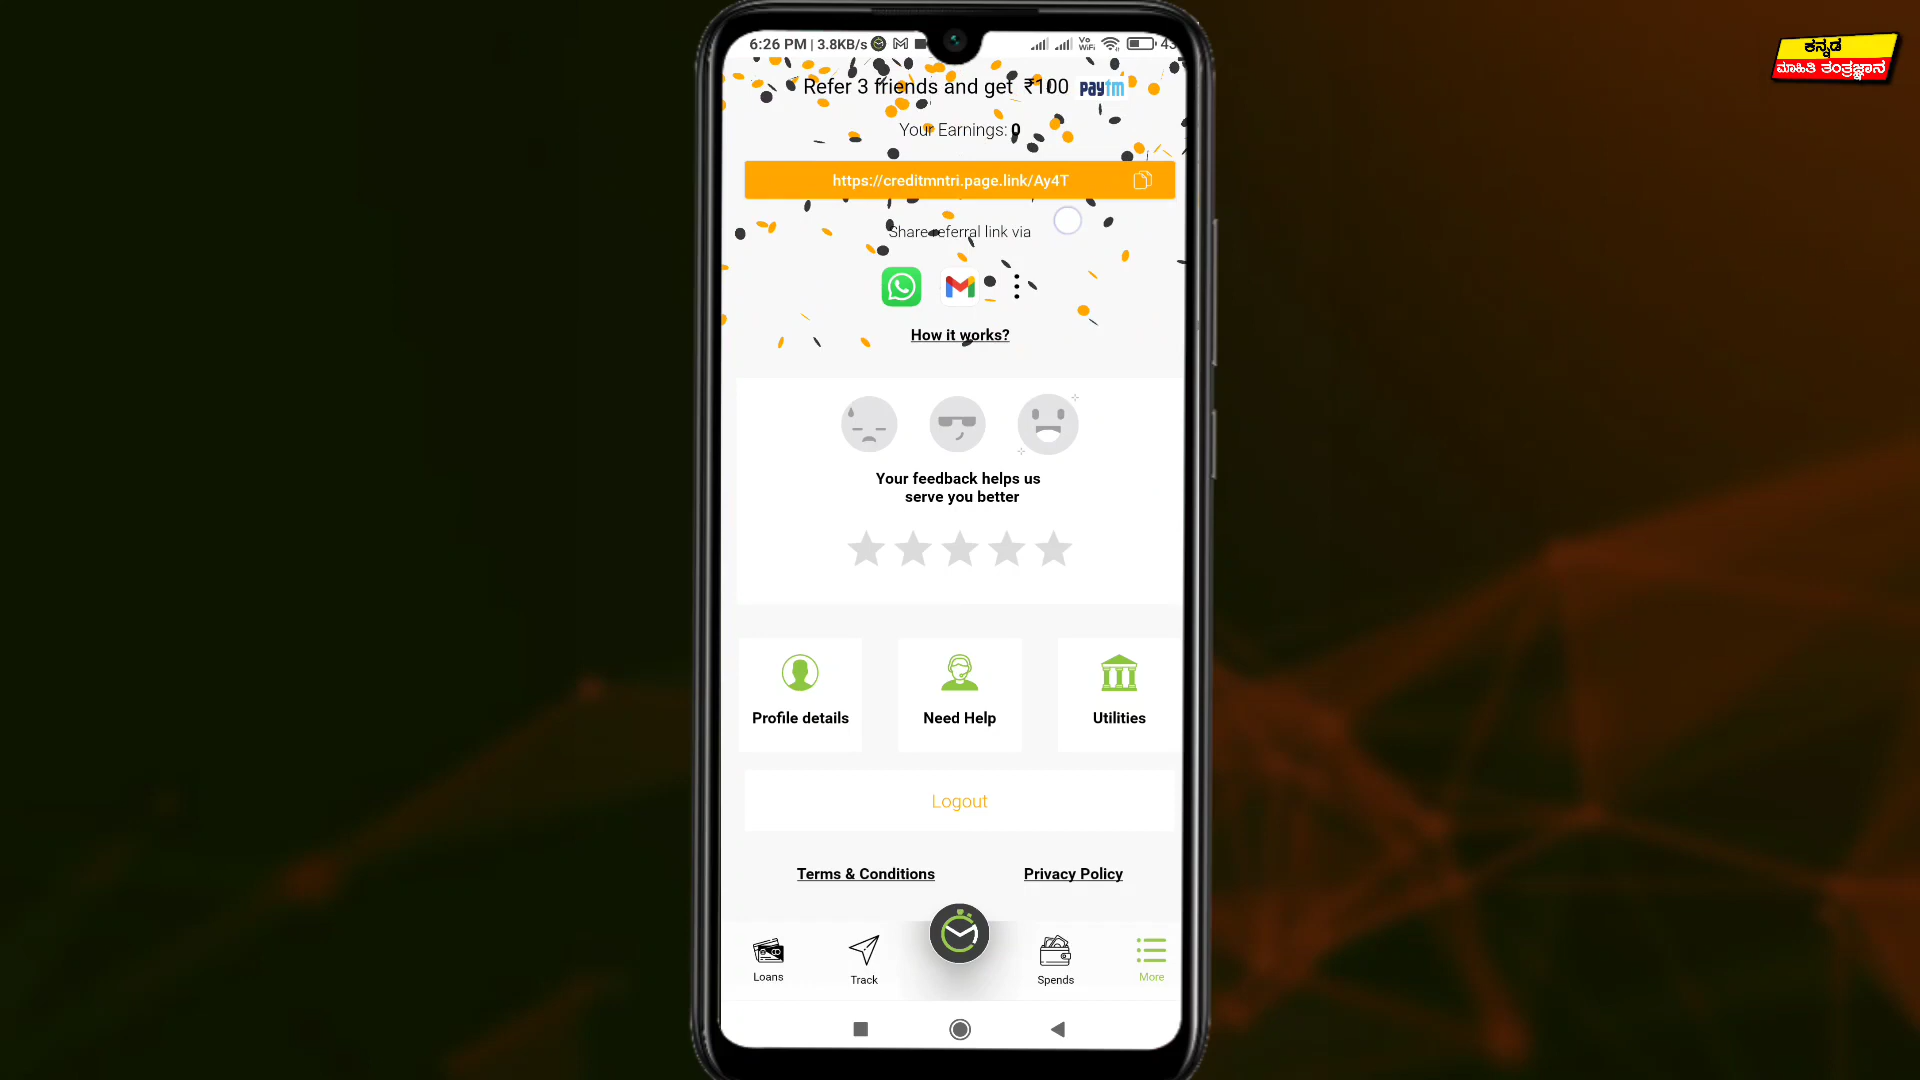 6:26 PM | 3.8KB/s
Vo WiFi
ಕನ್ನಡ
ಮಾಹಿತಿ ತಂತ್ರಜ್ಞಾನ
Refer 3 friends and get ₹100 paytm
Your Earnings: 0
https://creditmntri.page.link/Ay4T
Share referral link via
How it works?
Your feedback helps us
serve you better
Profile details
Need Help
Utilities
Logout
Terms & Conditions
Privacy Policy
Loans
Track
Spends
More